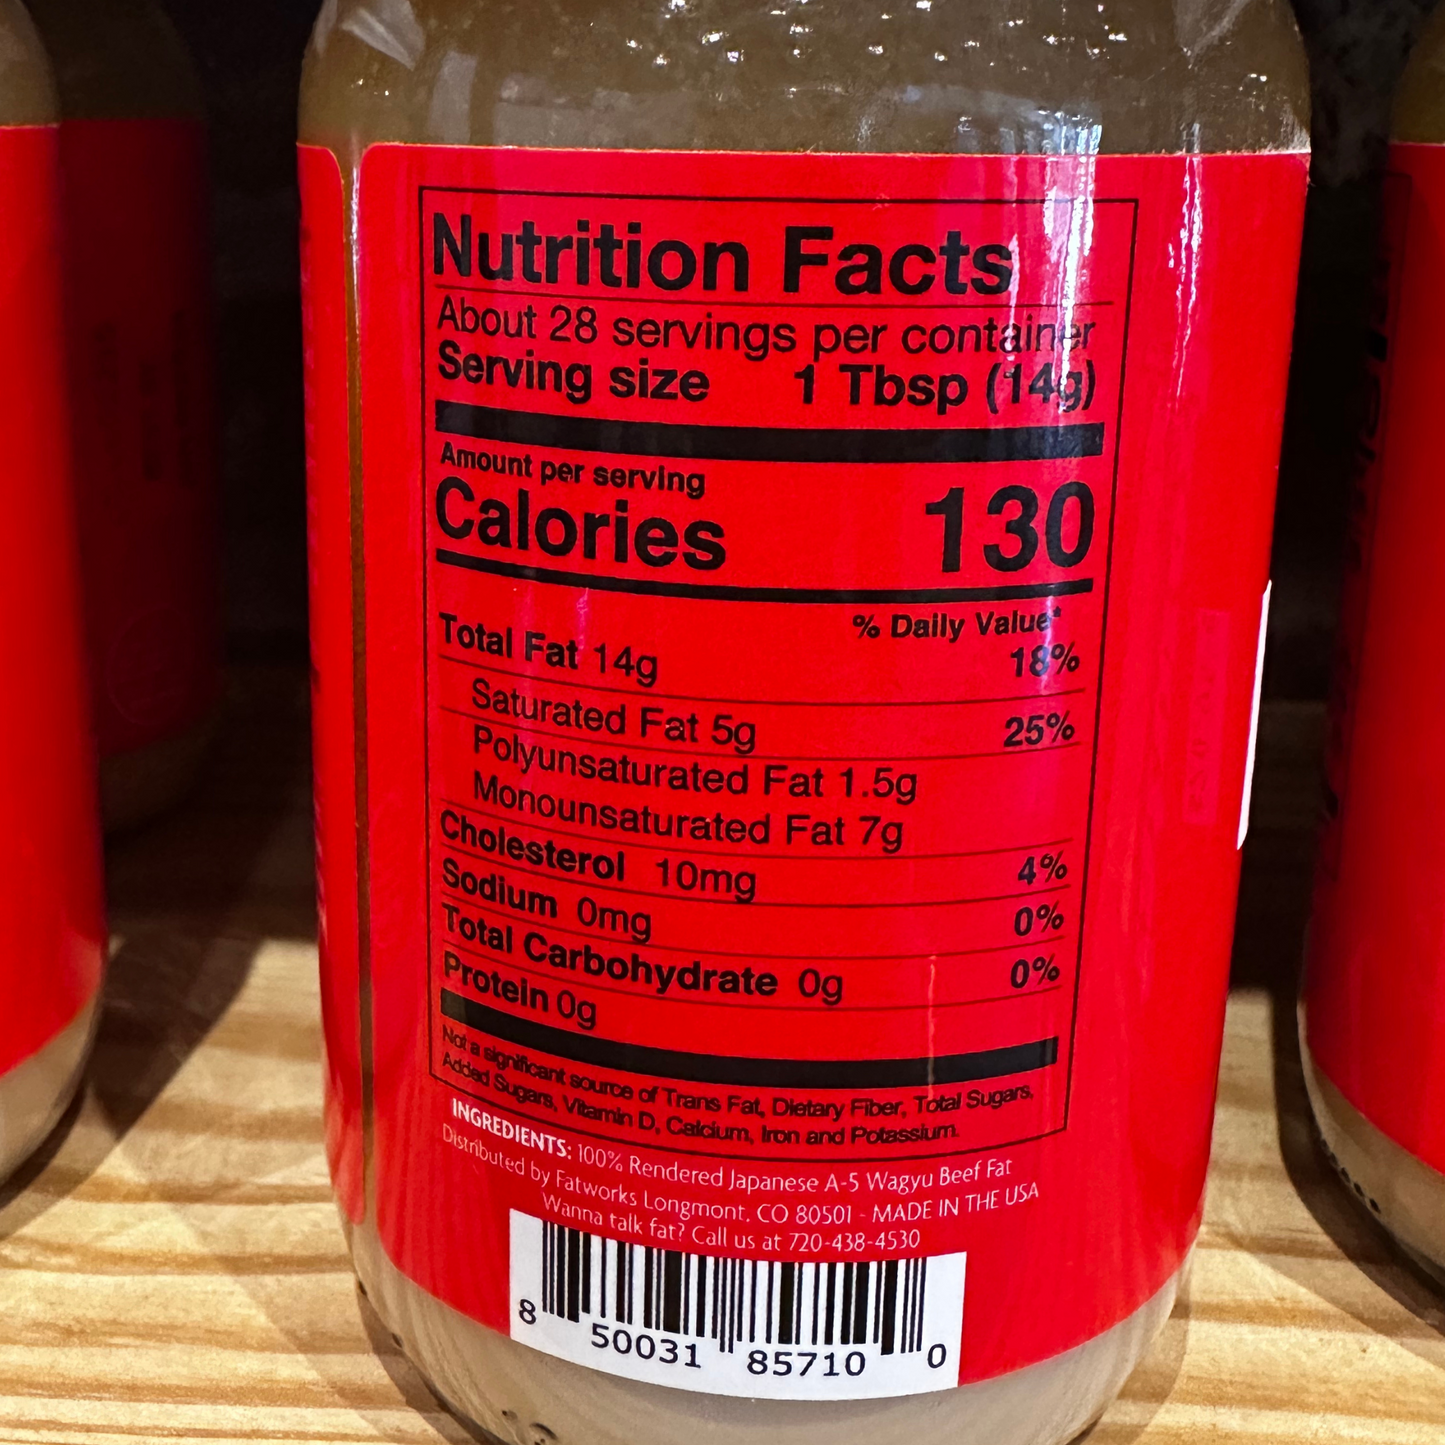 Nutrition Facts
About 28 servings per container
Serving size 1 Tbsp (14g)
Amount per serving
Calories 130
% Daily Value*
Total Fat 14g 18%
Saturated Fat 5g 25%
Polyunsaturated Fat 1.5g
Monounsaturated Fat 7g
Cholesterol 10mg 4%
Sodium 0mg 0%
Total Carbohydrate 0g 0%
Protein 0g
Not a significant source of Trans Fat, Dietary Fiber, Total Sugars,
Added Sugars, Vitamin D, Calcium, Iron and Potassium.
INGREDIENTS: 100% Rendered Japanese A-5 Wagyu Beef Fat
Distributed by Fatworks Longmont, CO 80501 - MADE IN THE USA
Wanna talk fat? Call us at 720-438-4530
8 50031 85710 0